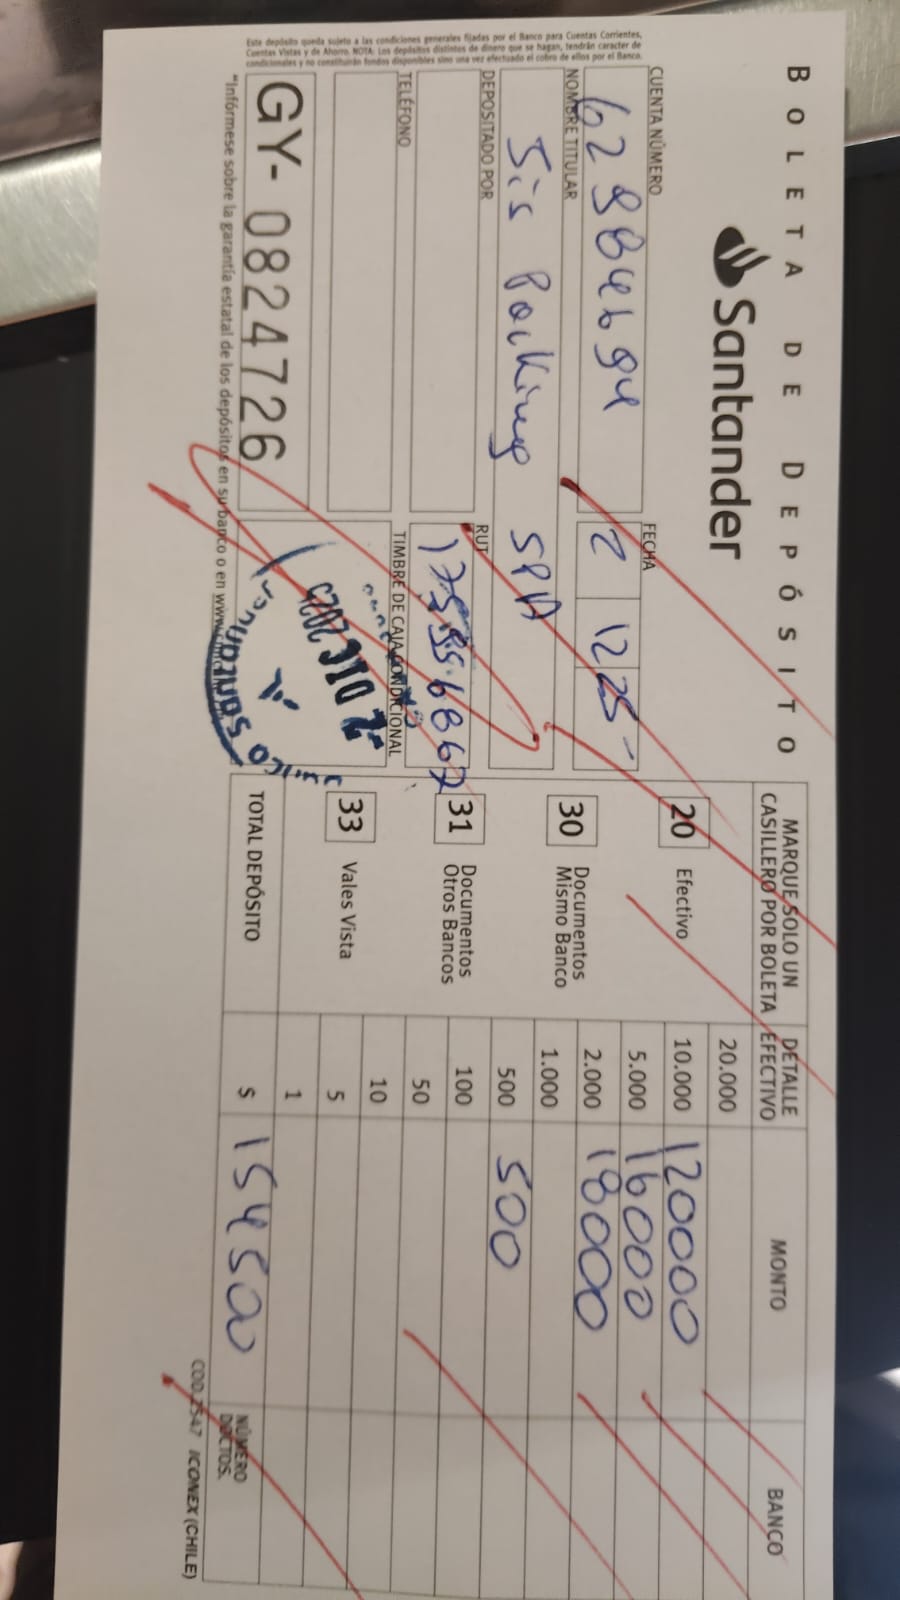 BOLETA DE DEPÓSITO
Santander
CUENTA NÚMERO
FECHA
2 12 25
NOMBRE TITULAR
Jis Parking SPA
DEPOSITADO POR
RUT
TELÉFONO
TIMBRE DE CAJA CONDICIONAL
2 DIC 2025
GY- 0824726
Este depósito queda sujeto a las condiciones generales fijadas por el Banco para Cuentas Corrientes,
Cuentas Vistas y de Ahorro. NOTA: Los depósitos distintos de dinero que se hagan, tendrán caracter de
condicionales y no constituirán fondos disponibles sino una vez efectuado el cobro de ellos por el Banco.
"Infórmese sobre la garantía estatal de los depósitos en su banco o en
MARQUE SOLO UN
CASILLERO POR BOLETA
20 Efectivo
30 Documentos
Mismo Banco
31 Documentos
Otros Bancos
33 Vales Vista
TOTAL DEPÓSITO
DETALLE
EFECTIVO MONTO BANCO
20.000
10.000 120000
5.000 16000
2.000 18000
1.000
500 500
100
50
10
5
1
$ 154500
NÚMERO
DOCTOS.
COD.2547 ICONEX (CHILE)